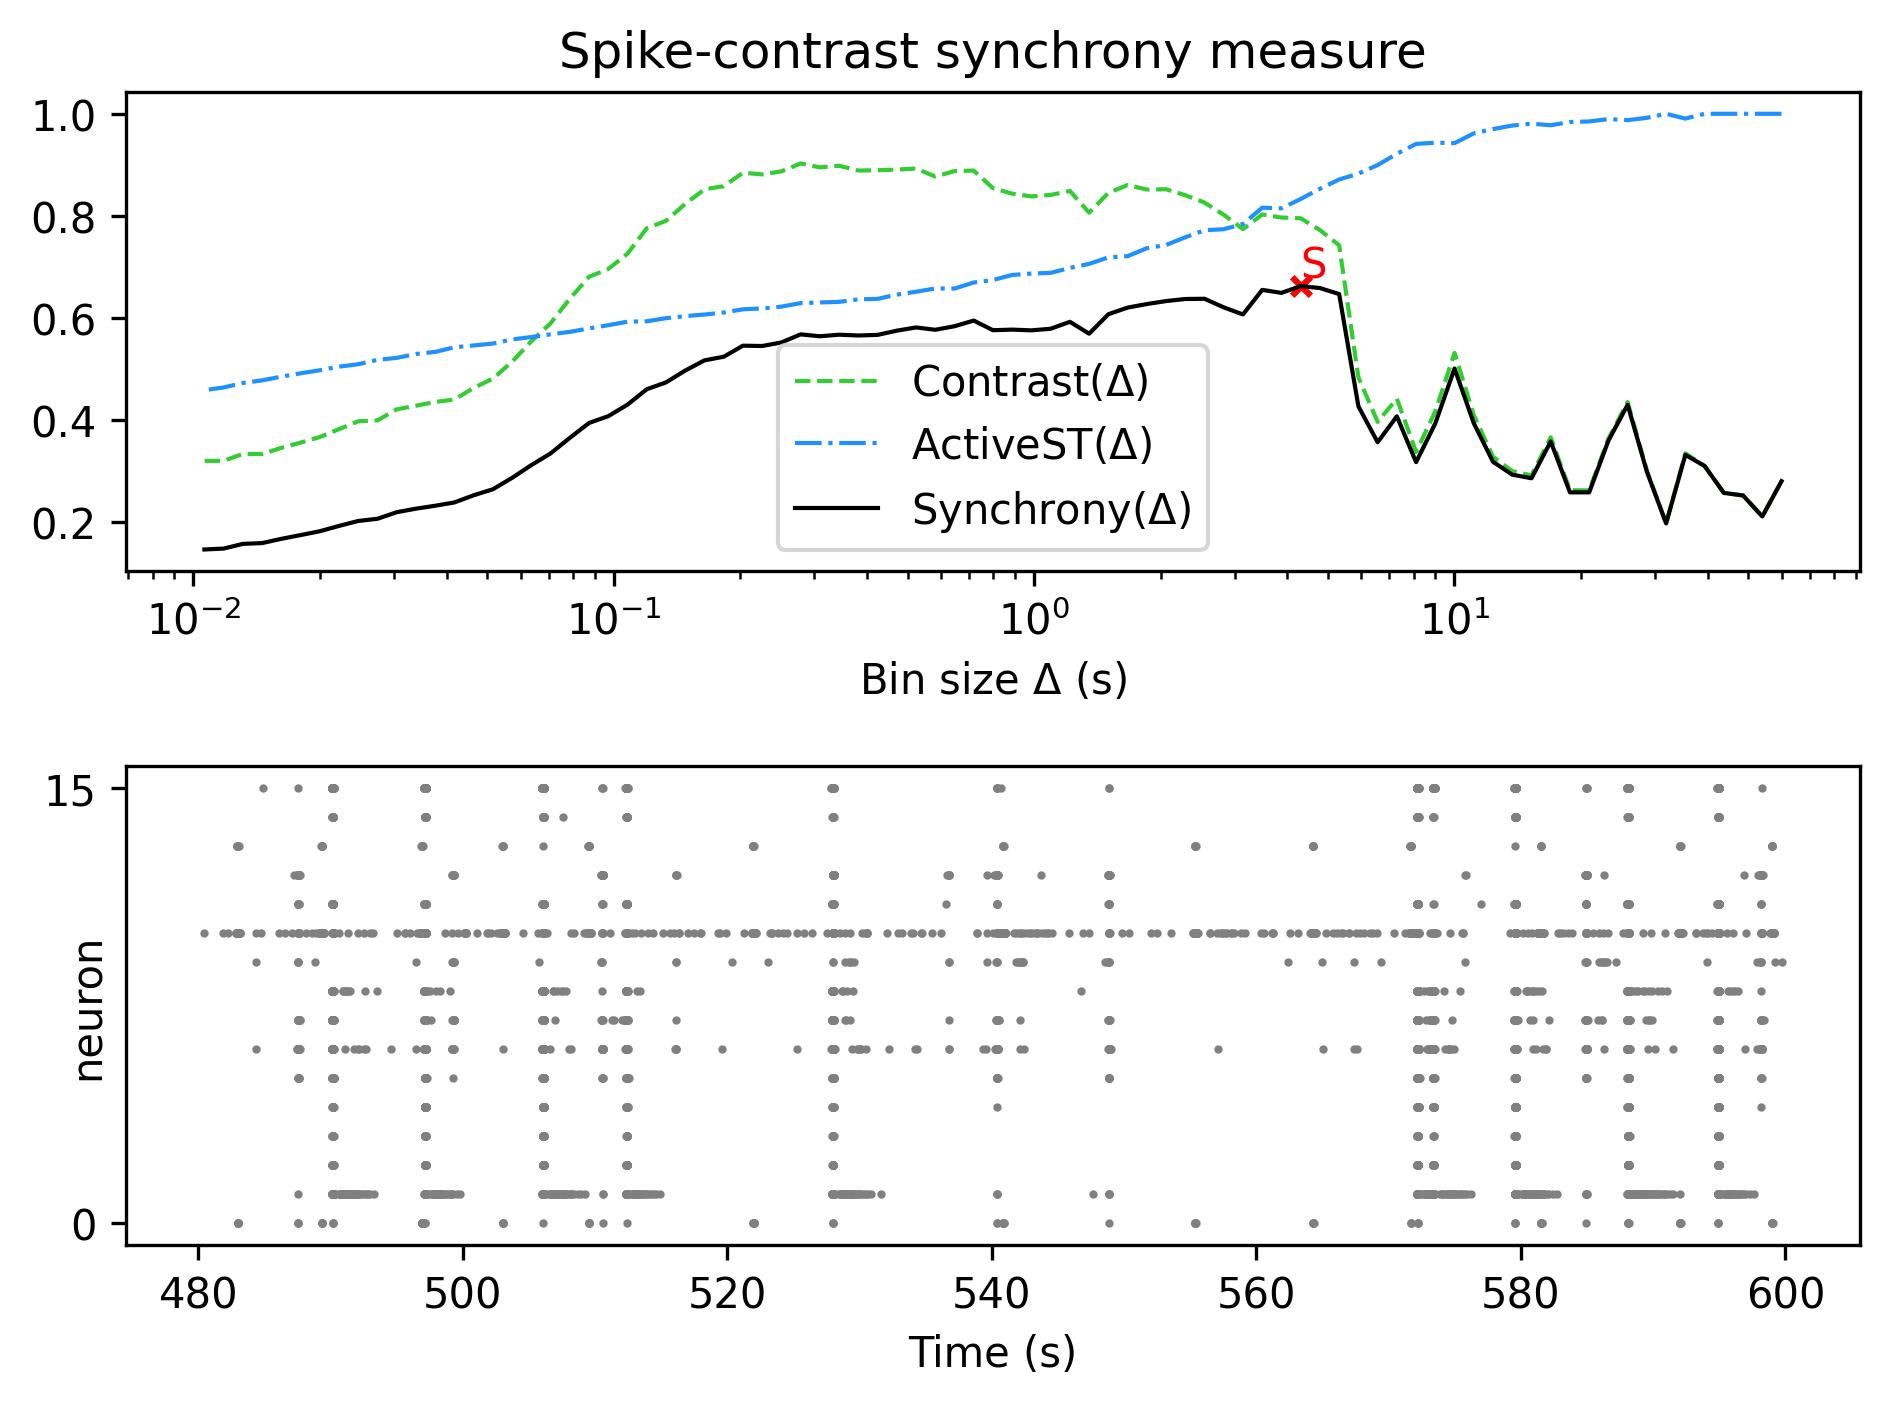 Spike-contrast synchrony measure
1.0
0.8
0.6
0.4
0.2
S
Contrast(Δ)
ActiveST(Δ)
Synchrony(Δ)
10⁻² 10⁻¹ 10⁰ 10¹
Bin size Δ (s)
15
0
neuron
480 500 520 540 560 580 600
Time (s)